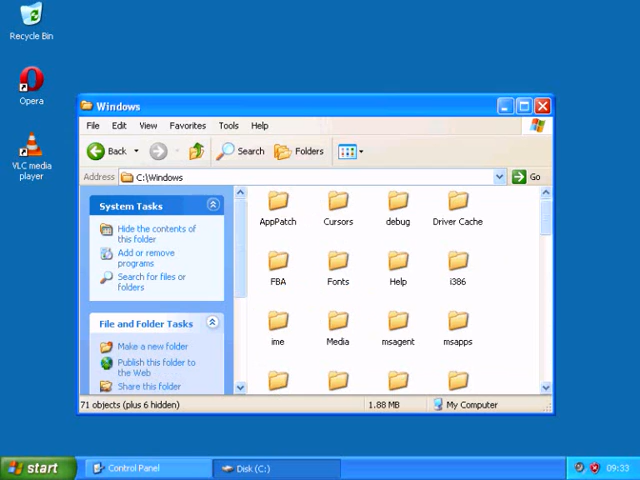 Recycle Bin
Opera
VLC media
player
Windows
File Edit View Favorites Tools Help
Back Search Folders
Address C:\Windows Go
System Tasks
Hide the contents of
this folder
Add or remove
programs
Search for files or
folders
File and Folder Tasks
Make a new folder
Publish this folder to
the Web
Share this folder
AppPatch Cursors debug Driver Cache
FBA Fonts Help i386
ime Media msagent msapps
71 objects (plus 6 hidden) 1.88 MB My Computer
start Control Panel Disk (C:) 09:33